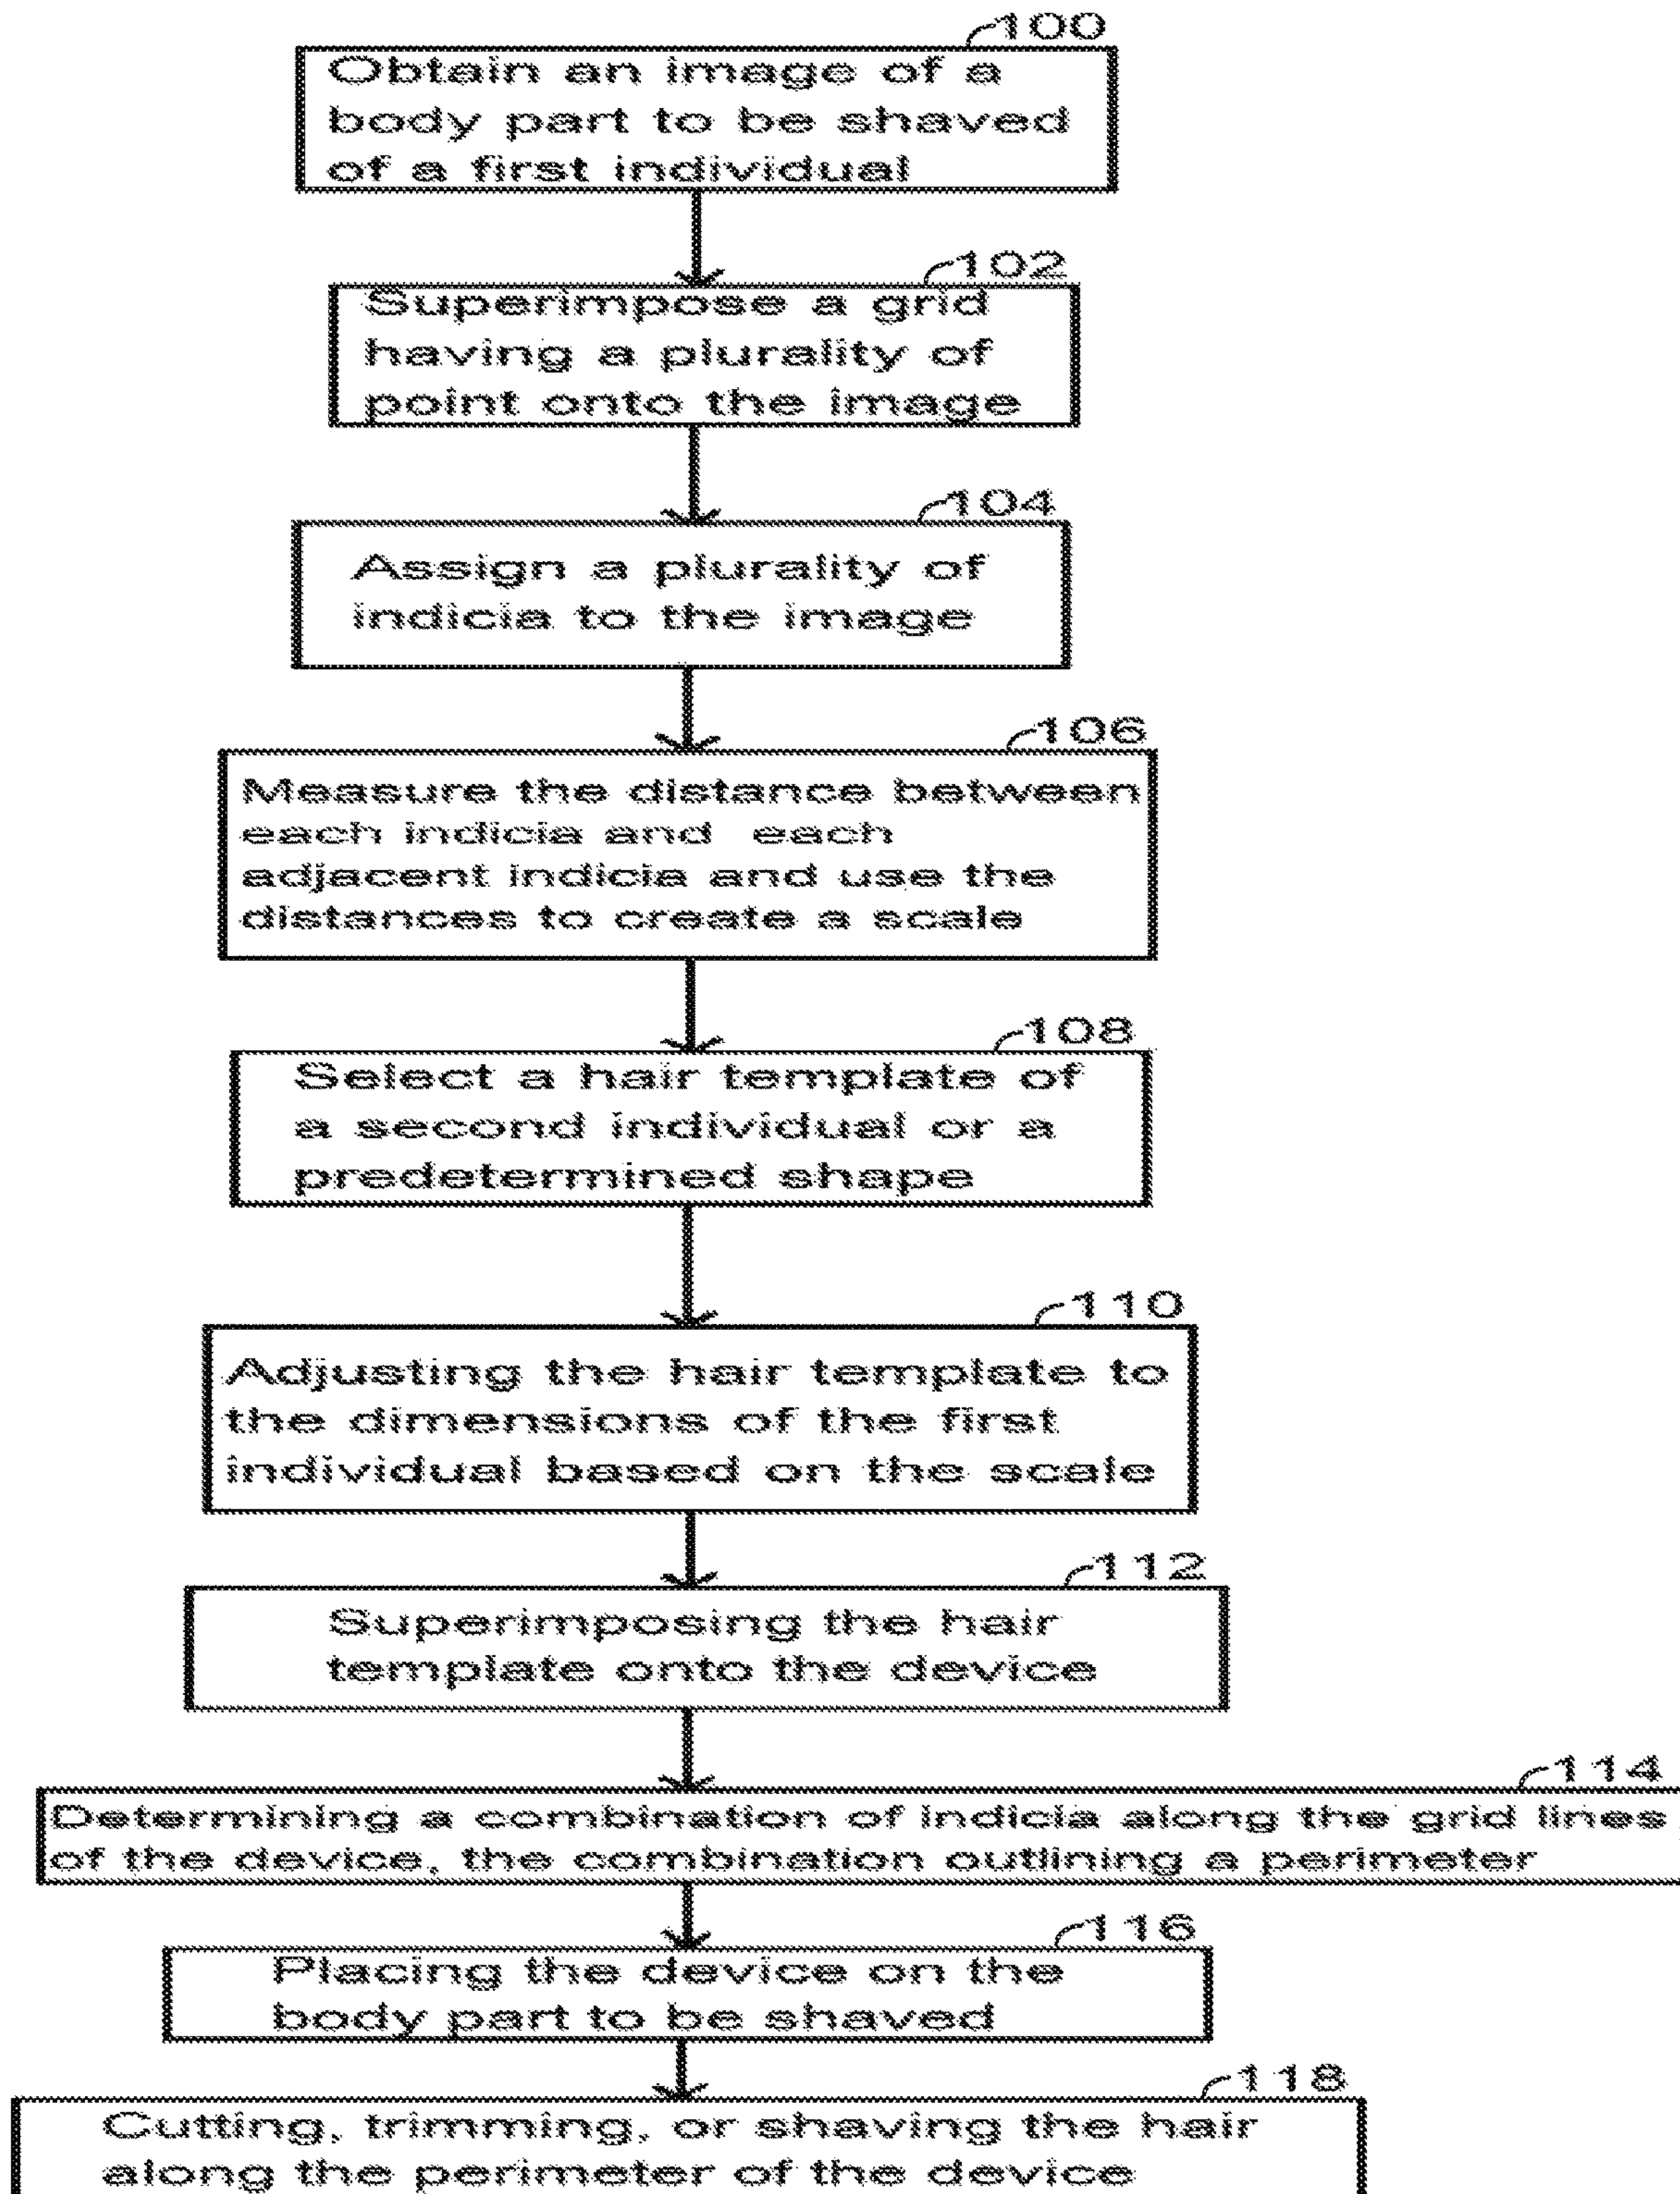 100
Obtain an image of a
body part to be shaved
of a first individual
102
Superimpose a grid
having a plurality of
point onto the image
104
Assign a plurality of
indicia to the image
106
Measure the distance between
each indicia and each
adjacent indicia and use the
distances to create a scale
108
Select a hair template of
a second individual or a
predetermined shape
110
Adjusting the hair template to
the dimensions of the first
individual based on the scale
112
Superimposing the hair
template onto the device
114
Determining a combination of indicia along the grid lines
of the device, the combination outlining a perimeter
116
Placing the device on the
body part to be shaved
118
Cutting, trimming, or shaving the hair
along the perimeter of the device